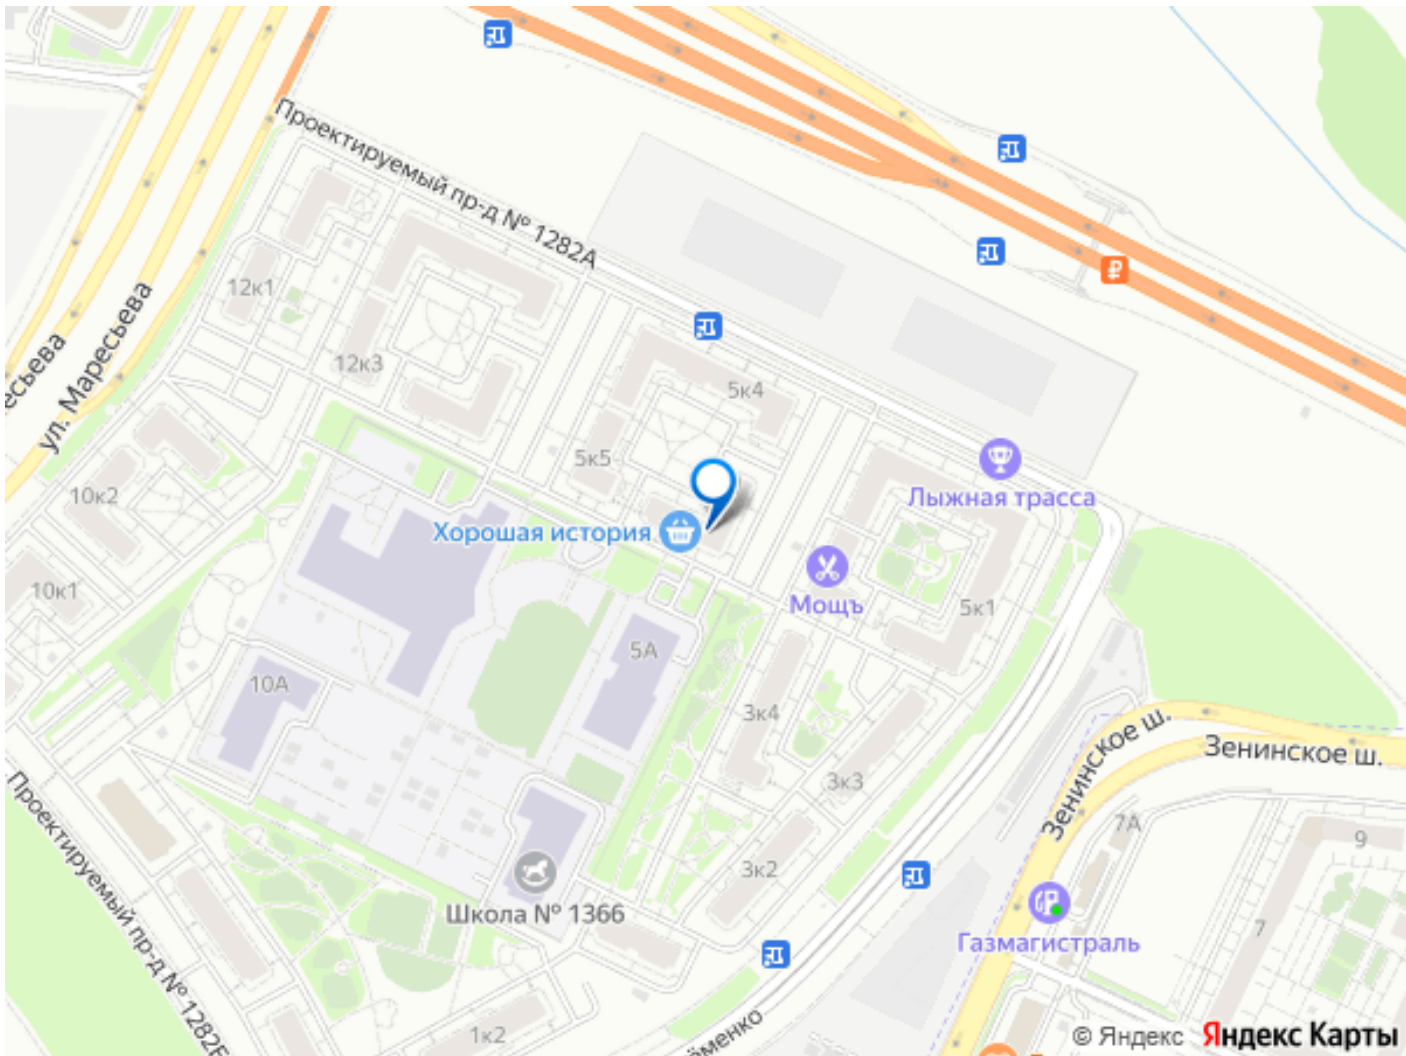 Проектируемый пр-д № 1282А
12к1
ул. Маресьева
есьева
12к3
5к4
5к5
10к2
Лыжная трасса
Хорошая история
10к1
Мощъ
5к1
5А
10А
3к4
Зенинское ш.
Зенинское ш.
3к3
7А
9
3к2
Школа № 1366
Проектируемый пр-д № 1282Б
Газмагистраль
7
1к2
ёменко
© Яндекс Яндекс Карты